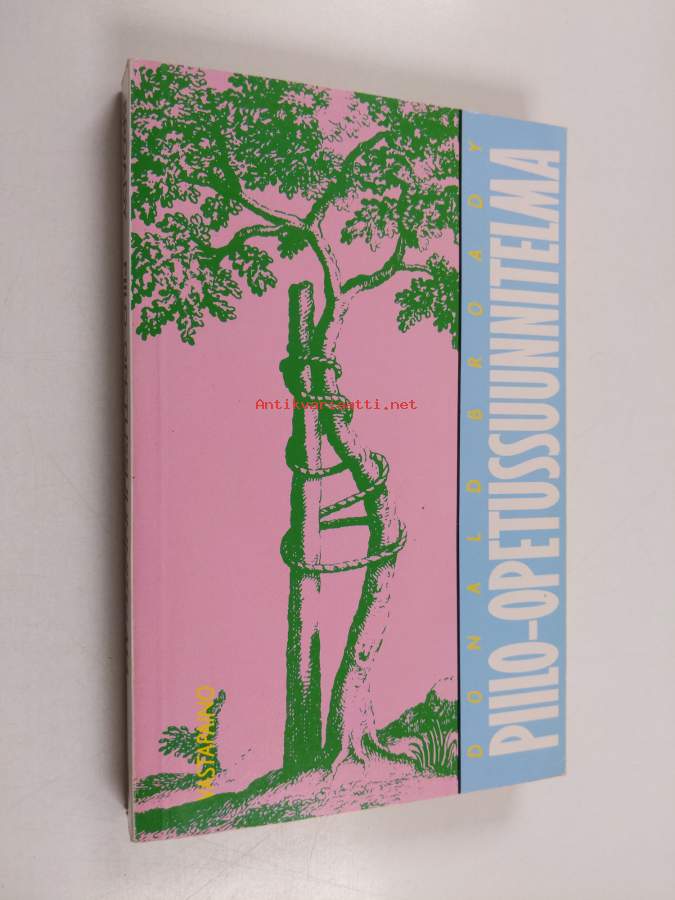 DONALD BROADY
PIILO-OPETUSSUUNNITELMA
VASTAPAINO
Antikvariaatti.net